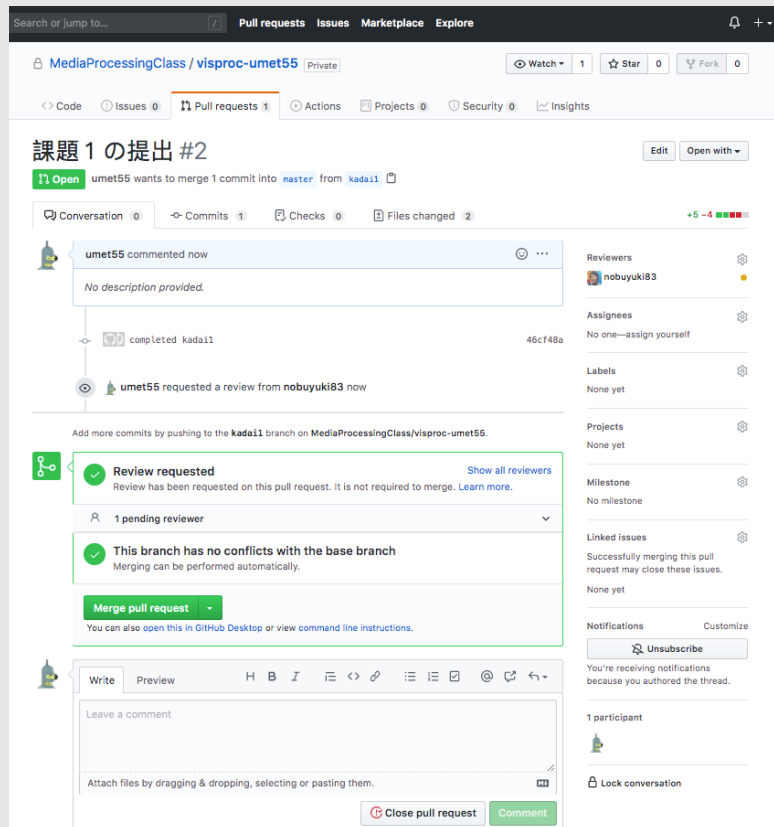 Search or jump to... /
Pull requests Issues Marketplace Explore
MediaProcessingClass / visproc-umet55 Private
Watch 1 Star 0 Fork 0
Code Issues 0 Pull requests 1 Actions Projects 0 Security 0 Insights
課題1 の提出 #2
Edit Open with
Open umet55 wants to merge 1 commit into master from kadai1
Conversation 0 Commits 1 Checks 0 Files changed 2
+5 −4
umet55 commented now
No description provided.
completed kadai1 46cf48a
umet55 requested a review from nobuyuki83 now
Add more commits by pushing to the kadai1 branch on MediaProcessingClass/visproc-umet55.
Review requested Show all reviewers
Review has been requested on this pull request. It is not required to merge. Learn more.
1 pending reviewer
This branch has no conflicts with the base branch
Merging can be performed automatically.
Merge pull request
You can also open this in GitHub Desktop or view command line instructions.
Write Preview
H B I
Leave a comment
Attach files by dragging & dropping, selecting or pasting them.
Close pull request Comment
Reviewers
nobuyuki83
Assignees
No one—assign yourself
Labels
None yet
Projects
None yet
Milestone
No milestone
Linked issues
Successfully merging this pull
request may close these issues.
None yet
Notifications Customize
Unsubscribe
You're receiving notifications
because you authored the thread.
1 participant
Lock conversation